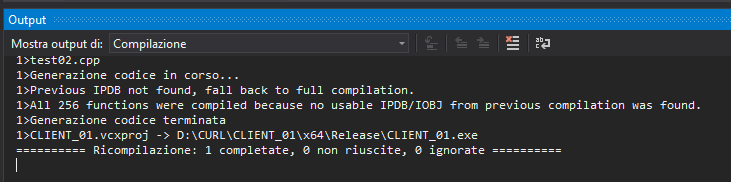 Output
Mostra output di: Compilazione
1>test02.cpp
1>Generazione codice in corso...
1>Previous IPDB not found, fall back to full compilation.
1>All 256 functions were compiled because no usable IPDB/IOBJ from previous compilation was found.
1>Generazione codice terminata
1>CLIENT_01.vcxproj -> D:\CURL\CLIENT_01\x64\Release\CLIENT_01.exe
========== Ricompilazione: 1 completate, 0 non riuscite, 0 ignorate ==========